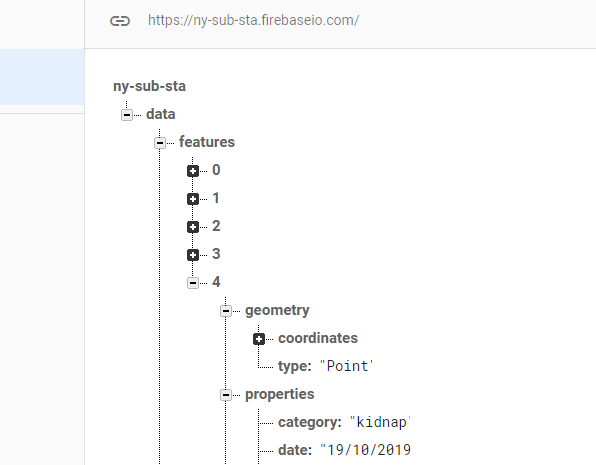 https://ny-sub-sta.firebaseio.com/
ny-sub-sta
data
features
0
1
2
3
4
geometry
coordinates
type: "Point'
properties
category: "kidnap'
date: "19/10/2019